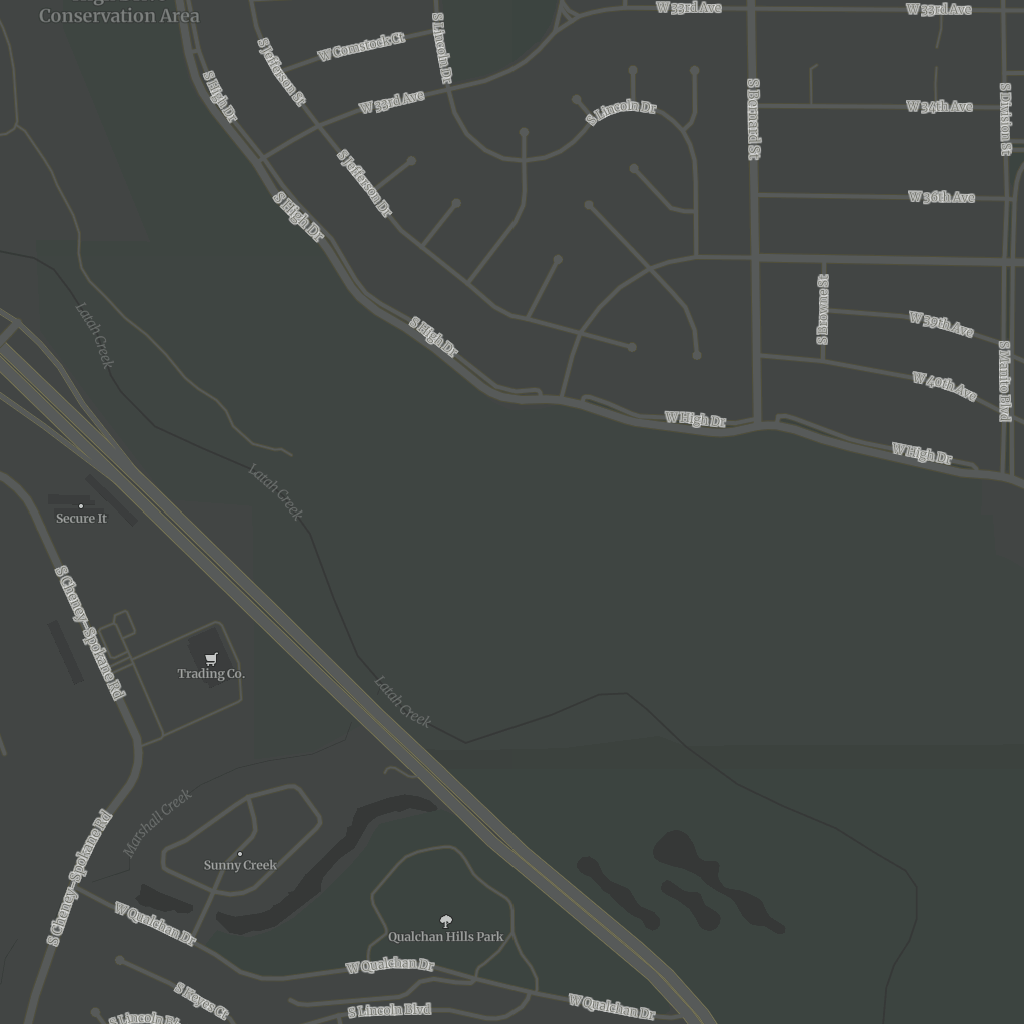 Conservation Area
W 33rd Ave
W 33rd Ave
S Lincoln Dr
W Comstock Ct
S Jefferson St
S High Dr
W 33rd Ave
S Lincoln Dr
S Bernard St
W 34th Ave
S Division St
S Jefferson Dr
S High Dr
W 36th Ave
Latah Creek
S High Dr
S Browne St
W 39th Ave
S Manito Blvd
W 40th Ave
W High Dr
W High Dr
Latah Creek
Secure It
S Cheney-Spokane Rd
Trading Co.
Latah Creek
Marshall Creek
Sunny Creek
S Cheney-Spokane Rd
W Qualchan Dr
Qualchan Hills Park
W Qualchan Dr
S Keyes Ct
S Lincoln Blvd
W Qualchan Dr